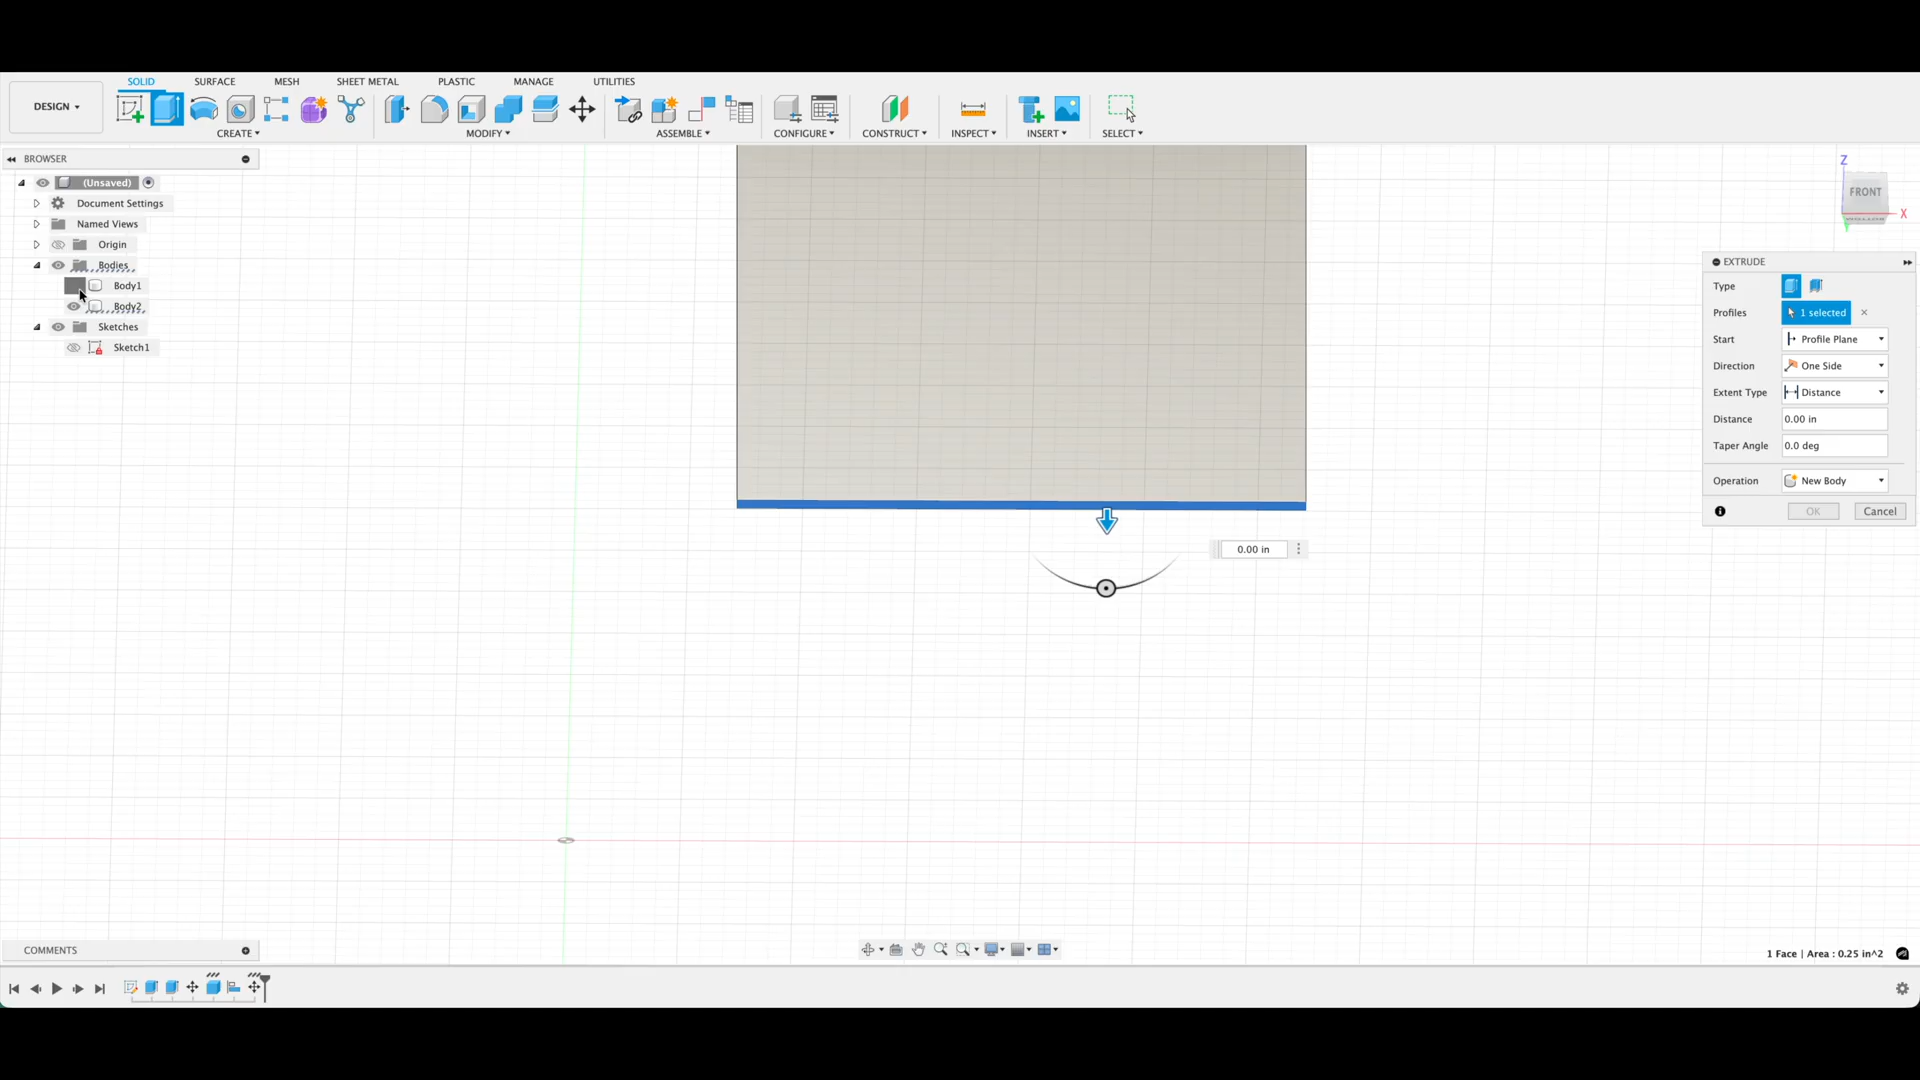 SOLID SURFACE MESH SHEET METAL PLASTIC MANAGE UTILITIES
DESIGN
CREATE MODIFY ASSEMBLE CONFIGURE CONSTRUCT INSPECT INSERT SELECT
BROWSER
(Unsaved)
Document Settings
Named Views
Origin
Bodies
Body1
Body2
Sketches
Sketch1
Z
FRONT
X
EXTRUDE
Type
Profiles 1 selected
Start Profile Plane
Direction One Side
Extent Type Distance
Distance 0.00 in
Taper Angle 0.0 deg
Operation New Body
OK Cancel
0.00 in
COMMENTS
1 Face | Area : 0.25 in^2